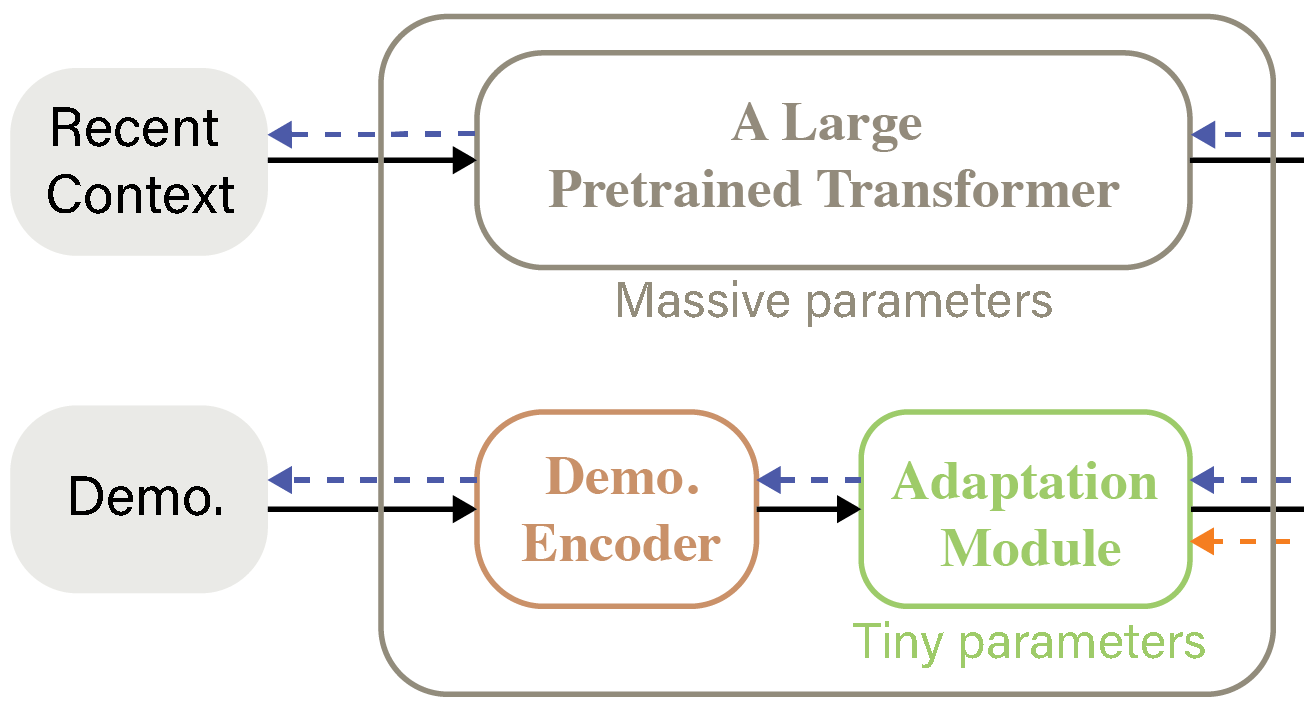 Recent
Context
A Large
Pretrained Transformer
Massive parameters
Demo.
Demo.
Encoder
Adaptation
Module
Tiny parameters